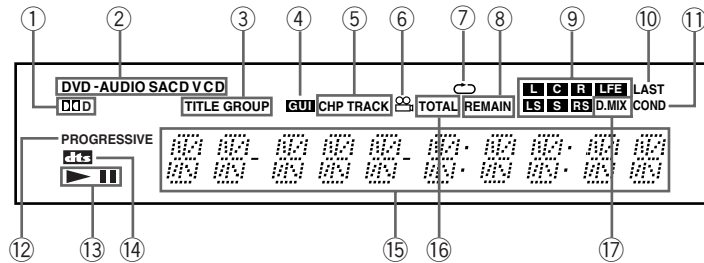 ① ② ③ ④ ⑤ ⑥ ⑦ ⑧ ⑨ ⑩ ⑪
DVD-AUDIO SACD VCD
L C R LFE LAST
D
TITLE GROUP GUI CHP TRACK TOTAL REMAIN
LS S RS D.MIX COND
PROGRESSIVE
dts
⑫ ⑬ ⑭ ⑮ ⑯ ⑰